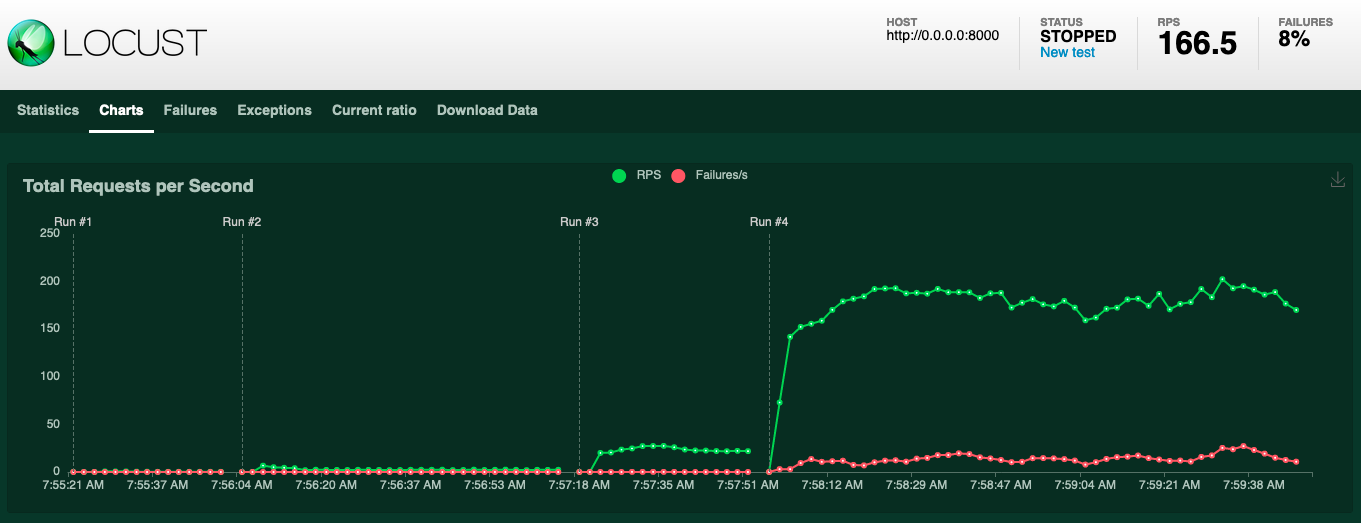 LOCUST
HOST
http://0.0.0.0:8000
STATUS
STOPPED
New test
RPS
166.5
FAILURES
8%
Statistics Charts Failures Exceptions Current ratio Download Data
Total Requests per Second
RPS Failures/s
Run #1 Run #2 Run #3 Run #4
250
200
150
100
50
0
7:55:21 AM 7:55:37 AM 7:56:04 AM 7:56:20 AM 7:56:37 AM 7:56:53 AM 7:57:18 AM 7:57:35 AM 7:57:51 AM 7:58:12 AM 7:58:29 AM 7:58:47 AM 7:59:04 AM 7:59:21 AM 7:59:38 AM